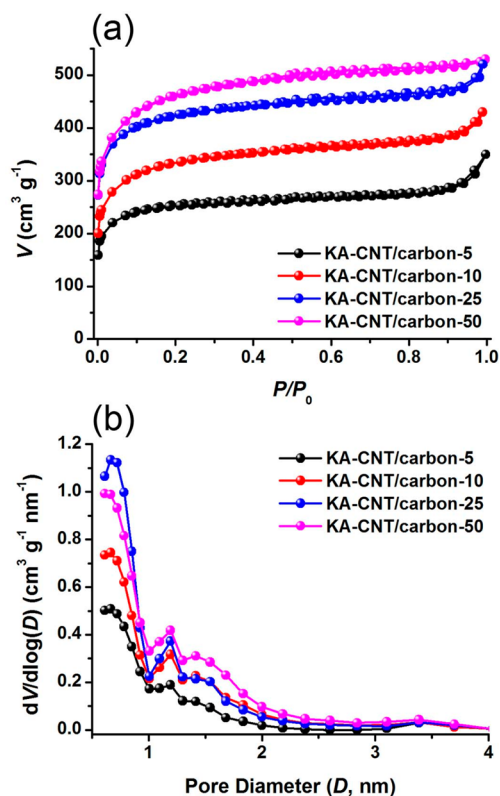 (a)
500
400
300
200
100
0
V (cm³ g⁻¹)
KA-CNT/carbon-5
KA-CNT/carbon-10
KA-CNT/carbon-25
KA-CNT/carbon-50
0.0 0.2 0.4 0.6 0.8 1.0
P/P₀
(b)
1.2
1.0
0.8
0.6
0.4
0.2
0.0
dV/dlog(D) (cm³ g⁻¹ nm⁻¹)
KA-CNT/carbon-5
KA-CNT/carbon-10
KA-CNT/carbon-25
KA-CNT/carbon-50
1 2 3 4
Pore Diameter (D, nm)